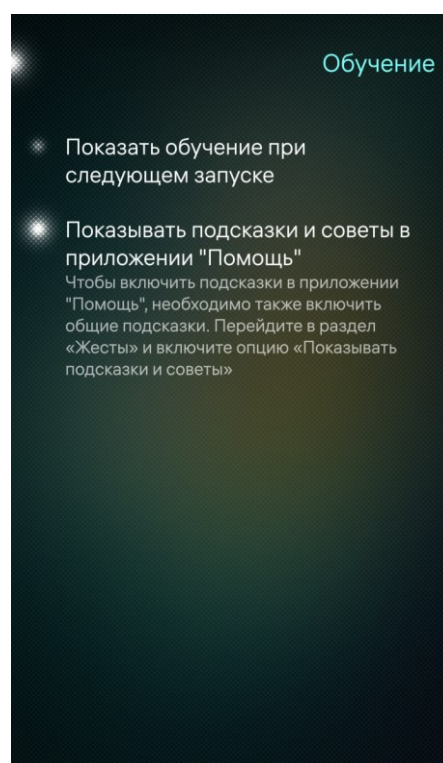 Обучение
Показать обучение при
следующем запуске
Показывать подсказки и советы в
приложении "Помощь"
Чтобы включить подсказки в приложении
"Помощь", необходимо также включить
общие подсказки. Перейдите в раздел
«Жесты» и включите опцию «Показывать
подсказки и советы»